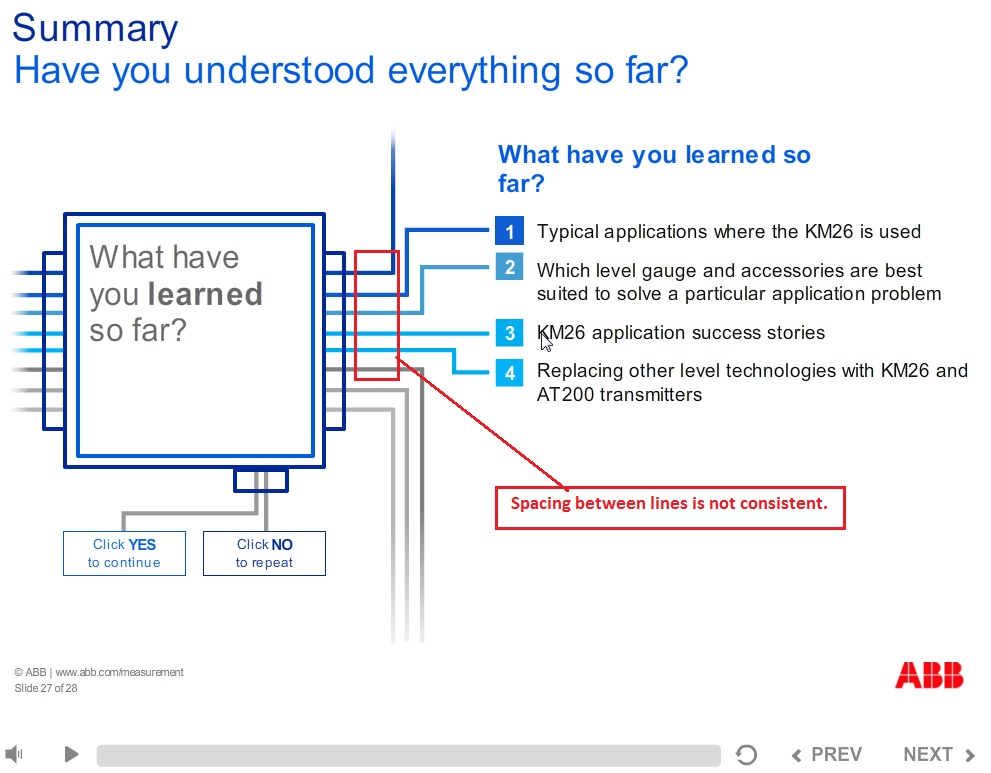 Summary
Have you understood everything so far?
What have you learned so
far?
What have
you learned
so far?
1 Typical applications where the KM26 is used
2 Which level gauge and accessories are best
suited to solve a particular application problem
3 KM26 application success stories
4 Replacing other level technologies with KM26 and
AT200 transmitters
Spacing between lines is not consistent.
Click YES
to continue
Click NO
to repeat
© ABB | www.abb.com/measurement
Slide 27 of 28
ABB
PREV NEXT